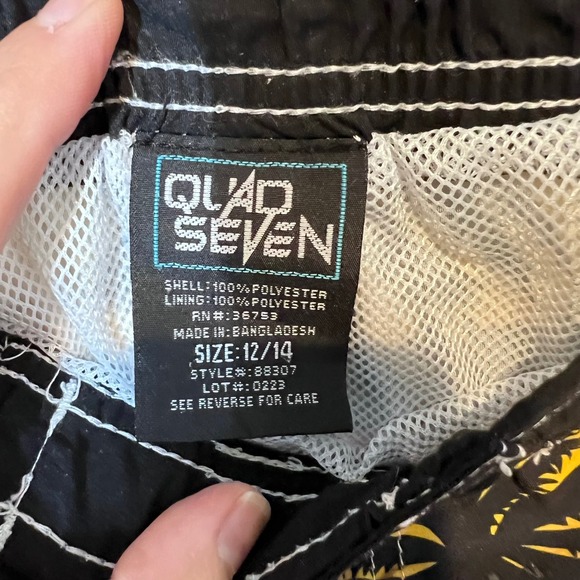 QUAD
SEVEN
SHELL: 100% POLYESTER
LINING: 100% POLYESTER
RN#: 36753
MADE IN: BANGLADESH
SIZE: 12/14
STYLE#: 88307
LOT#: 0223
SEE REVERSE FOR CARE